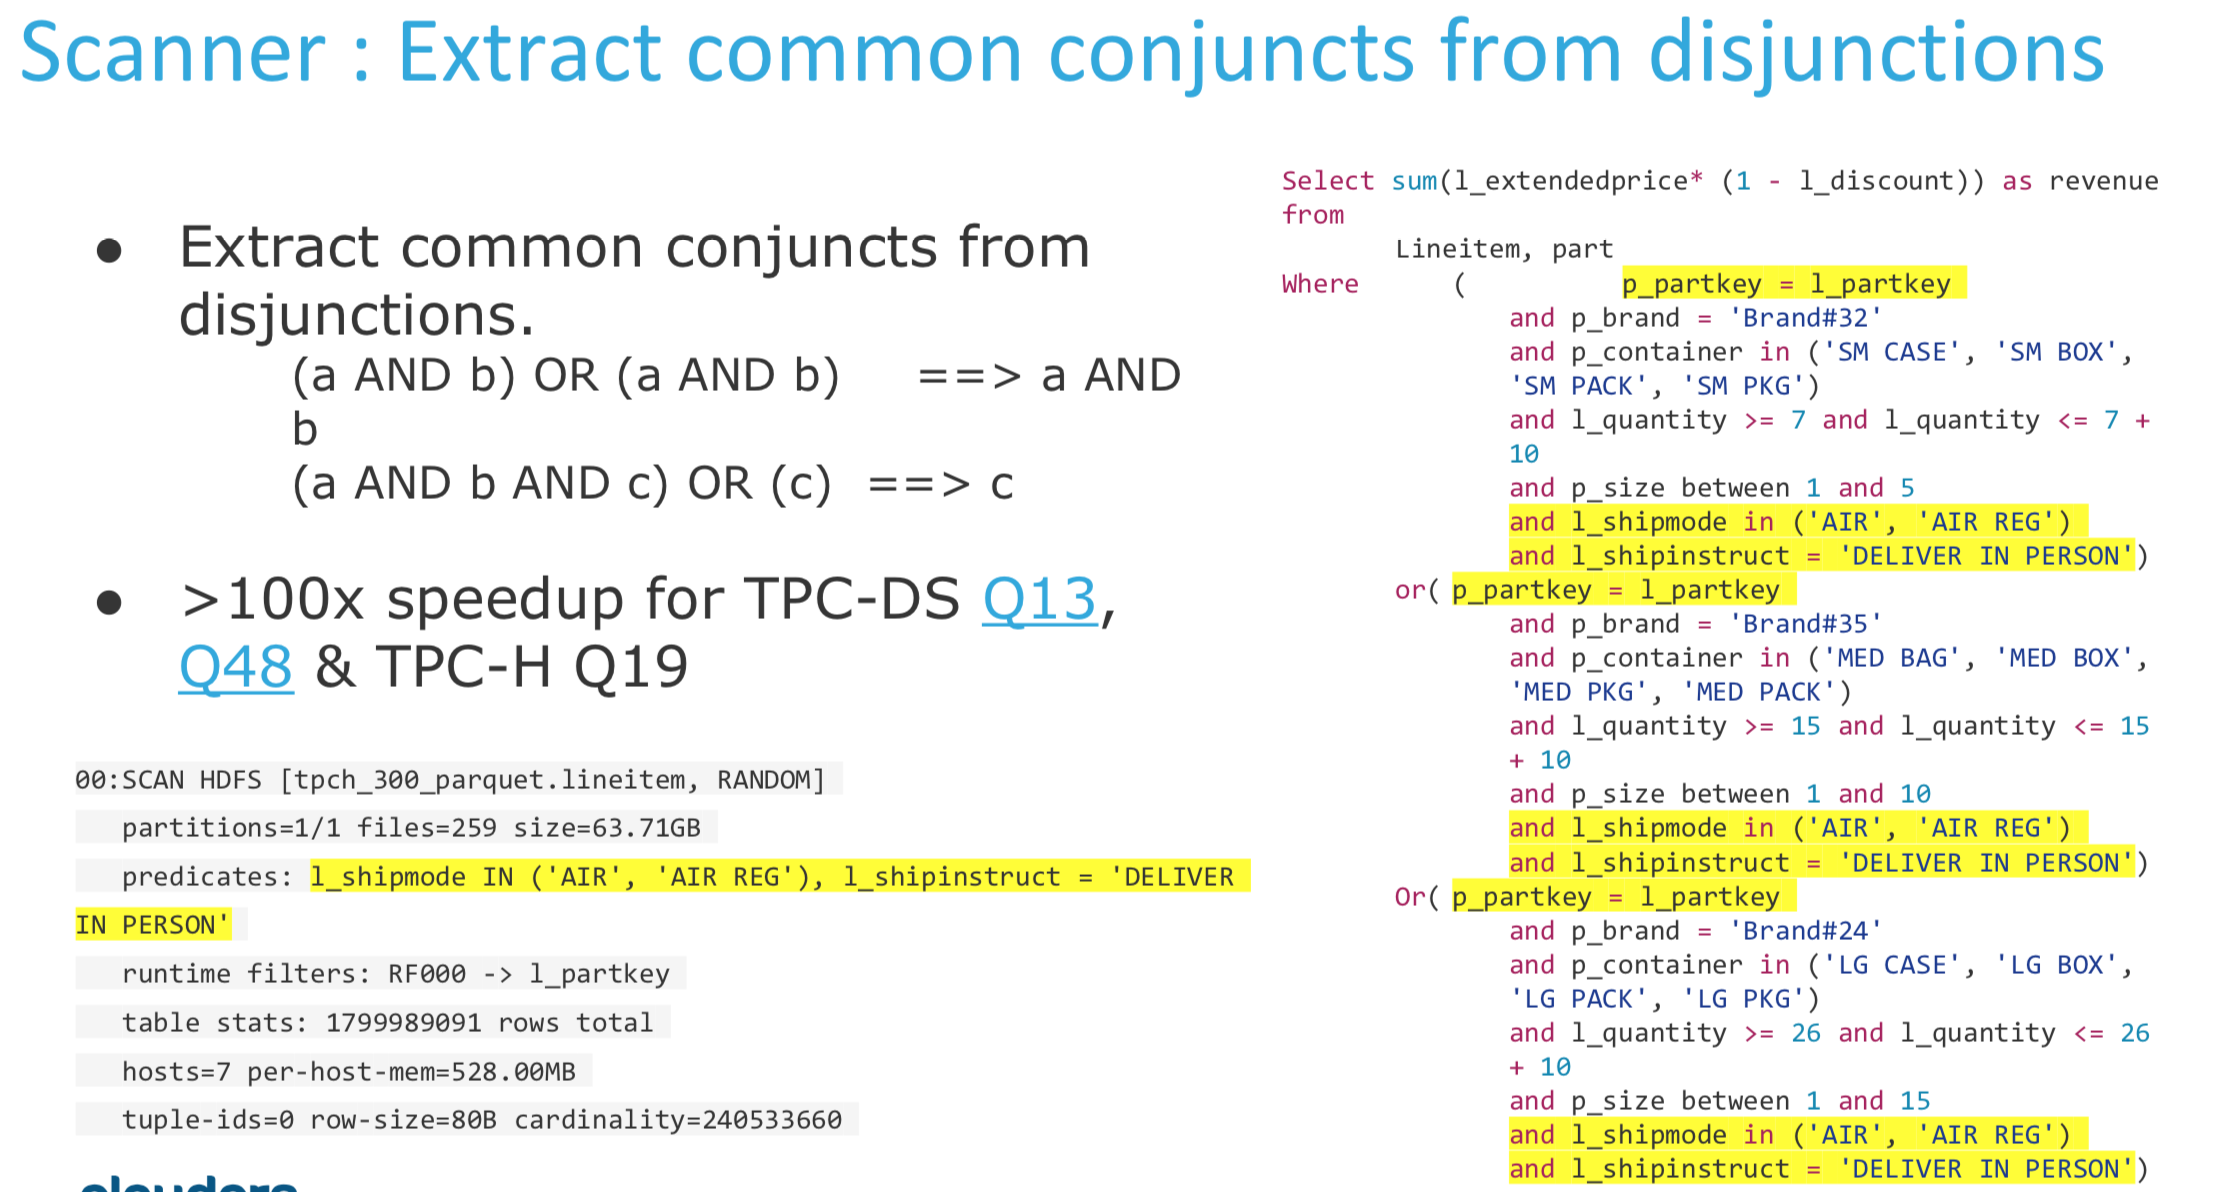 Scanner : Extract common conjuncts from disjunctions
● Extract common conjuncts from
disjunctions.
(a AND b) OR (a AND b) ==> a AND
b
(a AND b AND c) OR (c) ==> c
● >100x speedup for TPC-DS Q13,
Q48 & TPC-H Q19
00:SCAN HDFS [tpch_300_parquet.lineitem, RANDOM]
partitions=1/1 files=259 size=63.71GB
predicates: l_shipmode IN ('AIR', 'AIR REG'), l_shipinstruct = 'DELIVER
IN PERSON'
runtime filters: RF000 -> l_partkey
table stats: 1799989091 rows total
hosts=7 per-host-mem=528.00MB
tuple-ids=0 row-size=80B cardinality=240533660
cloudera
Select sum(l_extendedprice* (1 - l_discount)) as revenue
from
Lineitem, part
Where ( p_partkey = l_partkey
and p_brand = 'Brand#32'
and p_container in ('SM CASE', 'SM BOX',
'SM PACK', 'SM PKG')
and l_quantity >= 7 and l_quantity <= 7 +
10
and p_size between 1 and 5
and l_shipmode in ('AIR', 'AIR REG')
and l_shipinstruct = 'DELIVER IN PERSON')
or( p_partkey = l_partkey
and p_brand = 'Brand#35'
and p_container in ('MED BAG', 'MED BOX',
'MED PKG', 'MED PACK')
and l_quantity >= 15 and l_quantity <= 15
+ 10
and p_size between 1 and 10
and l_shipmode in ('AIR', 'AIR REG')
and l_shipinstruct = 'DELIVER IN PERSON')
Or( p_partkey = l_partkey
and p_brand = 'Brand#24'
and p_container in ('LG CASE', 'LG BOX',
'LG PACK', 'LG PKG')
and l_quantity >= 26 and l_quantity <= 26
+ 10
and p_size between 1 and 15
and l_shipmode in ('AIR', 'AIR REG')
and l_shipinstruct = 'DELIVER IN PERSON')